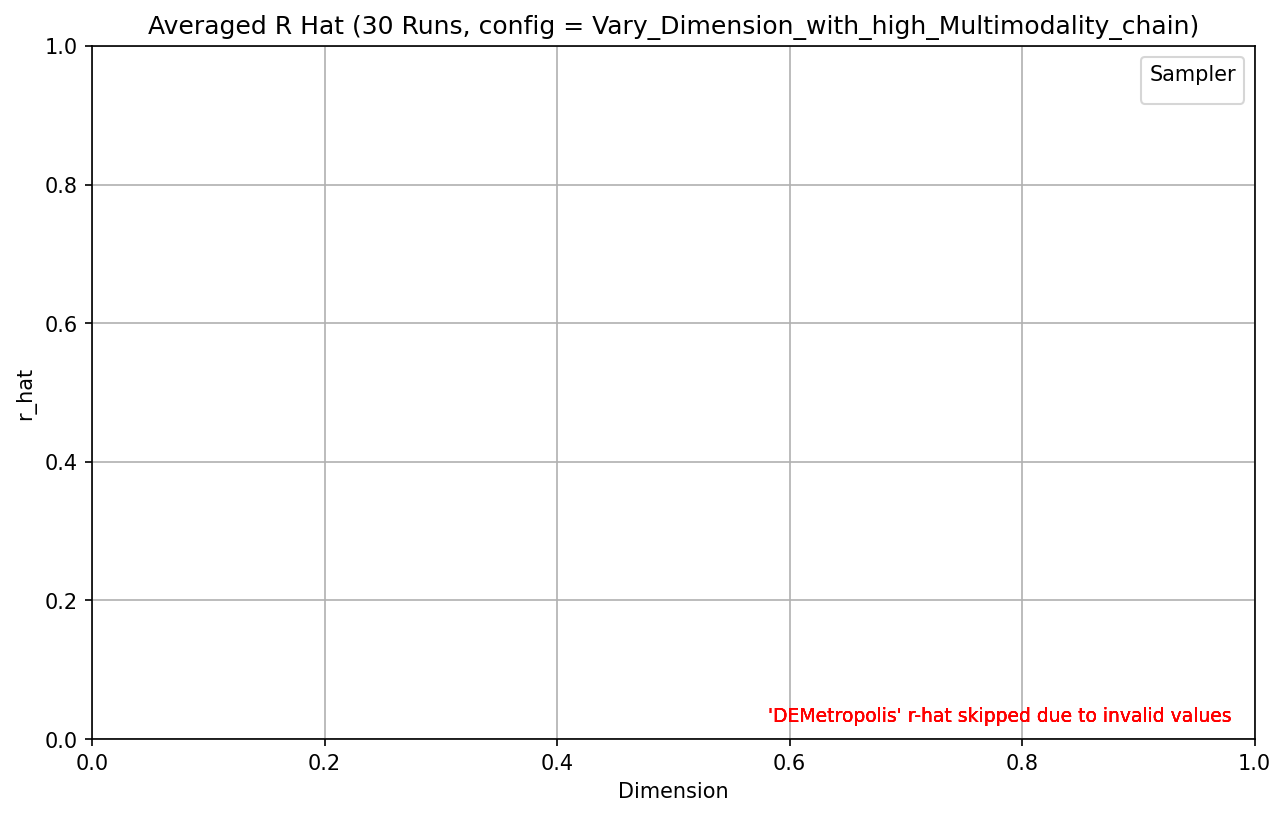 Averaged R Hat (30 Runs, config = Vary_Dimension_with_high_Multimodality_chain)
1.0
Sampler
0.8
0.6
r_hat
0.4
0.2
'DEMetropolis' r-hat skipped due to invalid values
0.0
0.0 0.2 0.4 0.6 0.8 1.0
Dimension